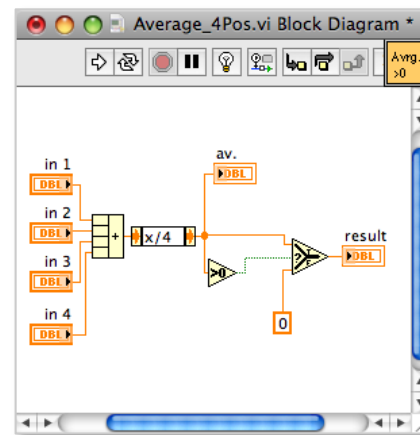 Average_4Pos.vi Block Diagram *
Avrg.
>0
in 1
DBL
in 2
DBL
in 3
DBL
in 4
DBL
+
x/4
av.
DBL
>0
?
T
F
0
result
DBL